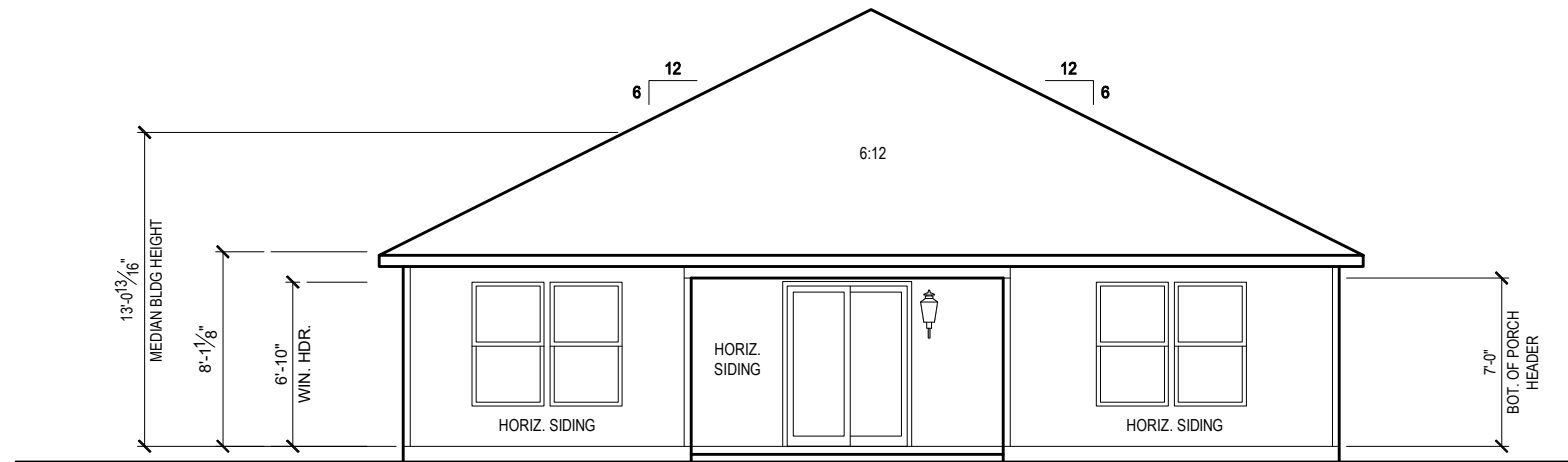 12
6
12
6
6:12
13'-0 13/16"
MEDIAN BLDG HEIGHT
8'-1 1/8"
6'-10"
WIN. HDR.
HORIZ.
SIDING
HORIZ. SIDING
HORIZ. SIDING
7'-0"
BOT. OF PORCH
HEADER